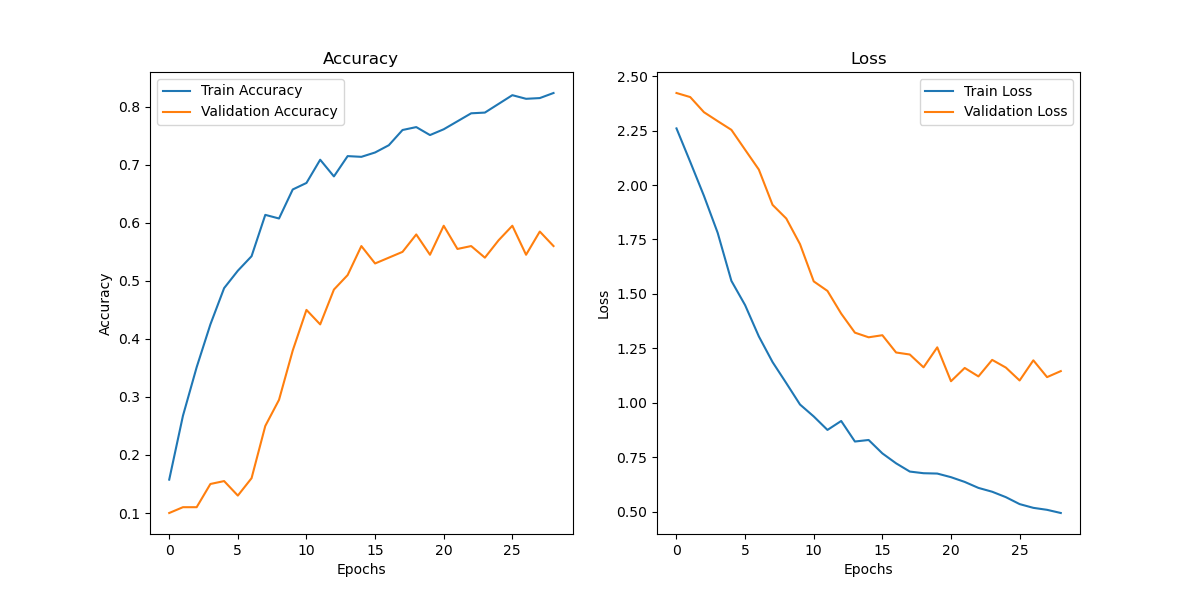 Accuracy
Train Accuracy
Validation Accuracy
0.8
0.7
0.6
0.5
0.4
0.3
0.2
0.1
Accuracy
0 5 10 15 20 25
Epochs
Loss
Train Loss
Validation Loss
2.50
2.25
2.00
1.75
1.50
1.25
1.00
0.75
0.50
Loss
0 5 10 15 20 25
Epochs